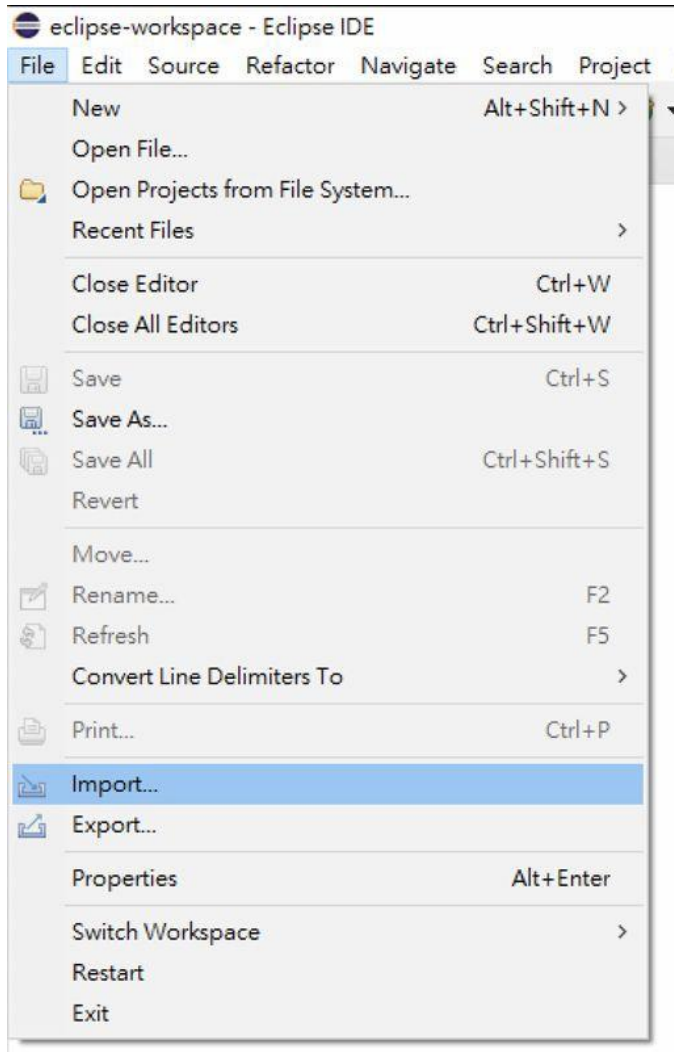 eclipse-workspace - Eclipse IDE
File Edit Source Refactor Navigate Search Project
New Alt+Shift+N >
Open File...
Open Projects from File System...
Recent Files >
Close Editor Ctrl+W
Close All Editors Ctrl+Shift+W
Save Ctrl+S
Save As...
Save All Ctrl+Shift+S
Revert
Move...
Rename... F2
Refresh F5
Convert Line Delimiters To >
Print... Ctrl+P
Import...
Export...
Properties Alt+Enter
Switch Workspace >
Restart
Exit